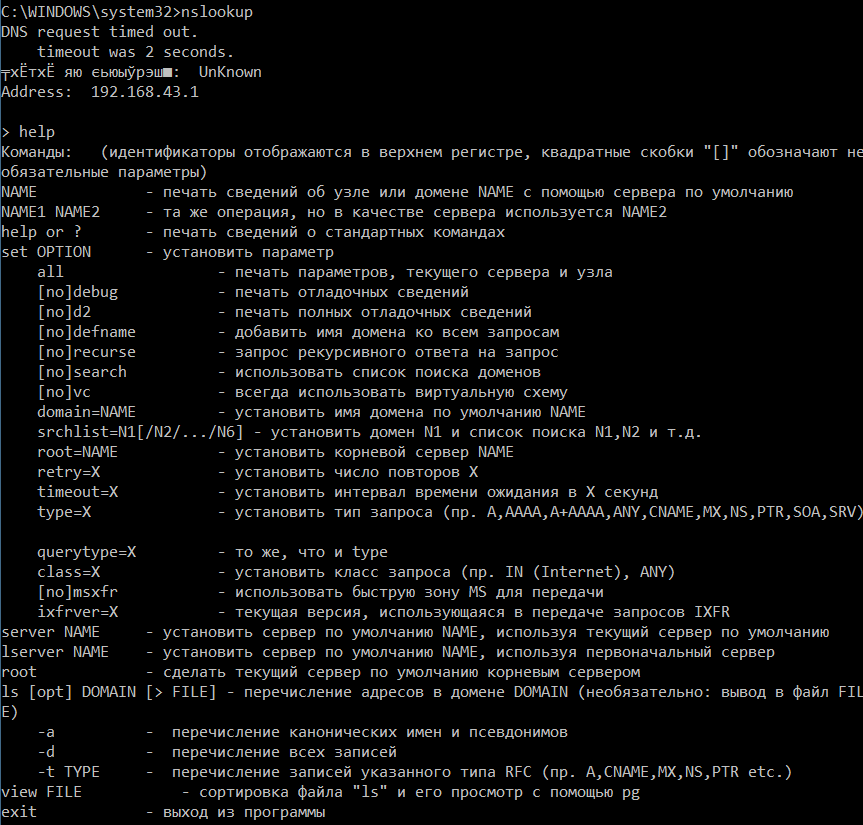 C:\WINDOWS\system32>nslookup
DNS request timed out.
    timeout was 2 seconds.
╤хЁтхЁ яю єьюыўрэш■:  UnKnown
Address:  192.168.43.1

> help
Команды:   (идентификаторы отображаются в верхнем регистре, квадратные скобки "[]" обозначают не
обязательные параметры)
NAME            - печать сведений об узле или домене NAME с помощью сервера по умолчанию
NAME1 NAME2     - та же операция, но в качестве сервера используется NAME2
help or ?       - печать сведений о стандартных командах
set OPTION      - установить параметр
    all                 - печать параметров, текущего сервера и узла
    [no]debug           - печать отладочных сведений
    [no]d2              - печать полных отладочных сведений
    [no]defname         - добавить имя домена ко всем запросам
    [no]recurse         - запрос рекурсивного ответа на запрос
    [no]search          - использовать список поиска доменов
    [no]vc              - всегда использовать виртуальную схему
    domain=NAME         - установить имя домена по умолчанию NAME
    srchlist=N1[/N2/.../N6] - установить домен N1 и список поиска N1,N2 и т.д.
    root=NAME           - установить корневой сервер NAME
    retry=X             - установить число повторов X
    timeout=X           - установить интервал времени ожидания в X секунд
    type=X              - установить тип запроса (пр. A,AAAA,A+AAAA,ANY,CNAME,MX,NS,PTR,SOA,SRV)

    querytype=X         - то же, что и type
    class=X             - установить класс запроса (пр. IN (Internet), ANY)
    [no]msxfr           - использовать быструю зону MS для передачи
    ixfrver=X           - текущая версия, использующаяся в передаче запросов IXFR
server NAME     - установить сервер по умолчанию NAME, используя текущий сервер по умолчанию
lserver NAME    - установить сервер по умолчанию NAME, используя первоначальный сервер
root            - сделать текущий сервер по умолчанию корневым сервером
ls [opt] DOMAIN [> FILE] - перечисление адресов в домене DOMAIN (необязательно: вывод в файл FIL
E)
    -a          -  перечисление канонических имен и псевдонимов
    -d          -  перечисление всех записей
    -t TYPE     -  перечисление записей указанного типа RFC (пр. A,CNAME,MX,NS,PTR etc.)
view FILE           - сортировка файла "ls" и его просмотр с помощью pg
exit            - выход из программы